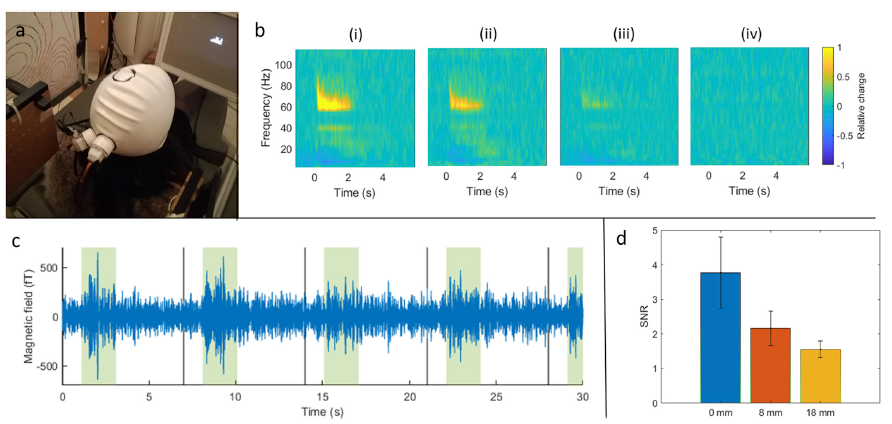 a
b
(i) (ii) (iii) (iv)
Frequency (Hz)
100
80
60
40
20
0 2 4
0 2 4
0 2 4
0 2 4
Time (s)
Time (s)
Time (s)
Time (s)
1
0.5
0
-0.5
-1
Relative change
c
Magnetic field (fT)
500
0
-500
0 5 10 15 20 25 30
Time (s)
d
SNR
5
4
3
2
1
0
0 mm 8 mm 18 mm